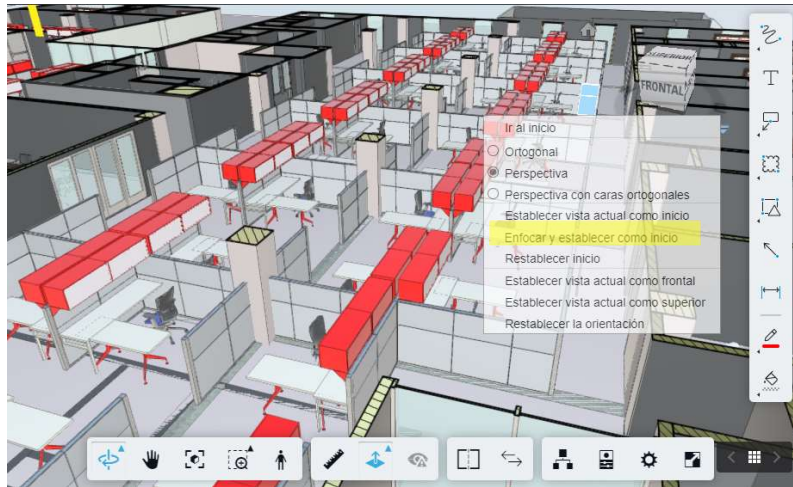 FRONTAL
Ir al inicio
Ortogonal
Perspectiva
Perspectiva con caras ortogonales
Establecer vista actual como inicio
Enfocar y establecer como inicio
Restablecer inicio
Establecer vista actual como frontal
Establecer vista actual como superior
Restablecer la orientación
T